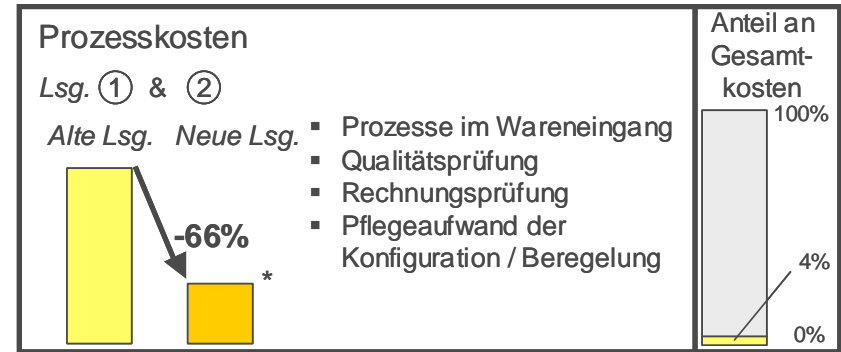 Prozesskosten
Lsg. ① & ②
Alte Lsg. Neue Lsg.
-66%
*
▪ Prozesse im Wareneingang
▪ Qualitätsprüfung
▪ Rechnungsprüfung
▪ Pflegeaufwand der
Konfiguration / Beregelung
Anteil an
Gesamt-
kosten
100%
4%
0%